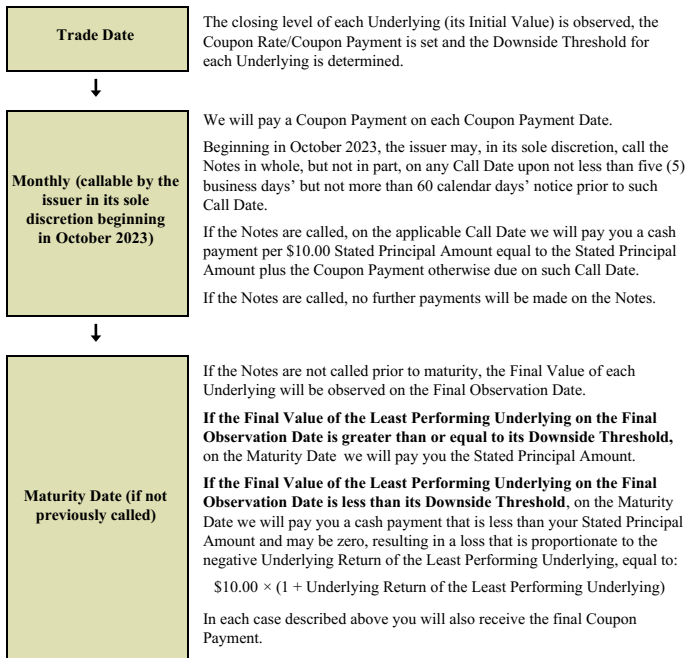 Trade Date
The closing level of each Underlying (its Initial Value) is observed, the
Coupon Rate/Coupon Payment is set and the Downside Threshold for
each Underlying is determined.
Monthly (callable by the
issuer in its sole
discretion beginning
in October 2023)
We will pay a Coupon Payment on each Coupon Payment Date.
Beginning in October 2023, the issuer may, in its sole discretion, call the
Notes in whole, but not in part, on any Call Date upon not less than five (5)
business days’ but not more than 60 calendar days’ notice prior to such
Call Date.
If the Notes are called, on the applicable Call Date we will pay you a cash
payment per $10.00 Stated Principal Amount equal to the Stated Principal
Amount plus the Coupon Payment otherwise due on such Call Date.
If the Notes are called, no further payments will be made on the Notes.
Maturity Date (if not
previously called)
If the Notes are not called prior to maturity, the Final Value of each
Underlying will be observed on the Final Observation Date.
If the Final Value of the Least Performing Underlying on the Final
Observation Date is greater than or equal to its Downside Threshold,
on the Maturity Date we will pay you the Stated Principal Amount.
If the Final Value of the Least Performing Underlying on the Final
Observation Date is less than its Downside Threshold, on the Maturity
Date we will pay you a cash payment that is less than your Stated Principal
Amount and may be zero, resulting in a loss that is proportionate to the
negative Underlying Return of the Least Performing Underlying, equal to:
$10.00 × (1 + Underlying Return of the Least Performing Underlying)
In each case described above you will also receive the final Coupon
Payment.